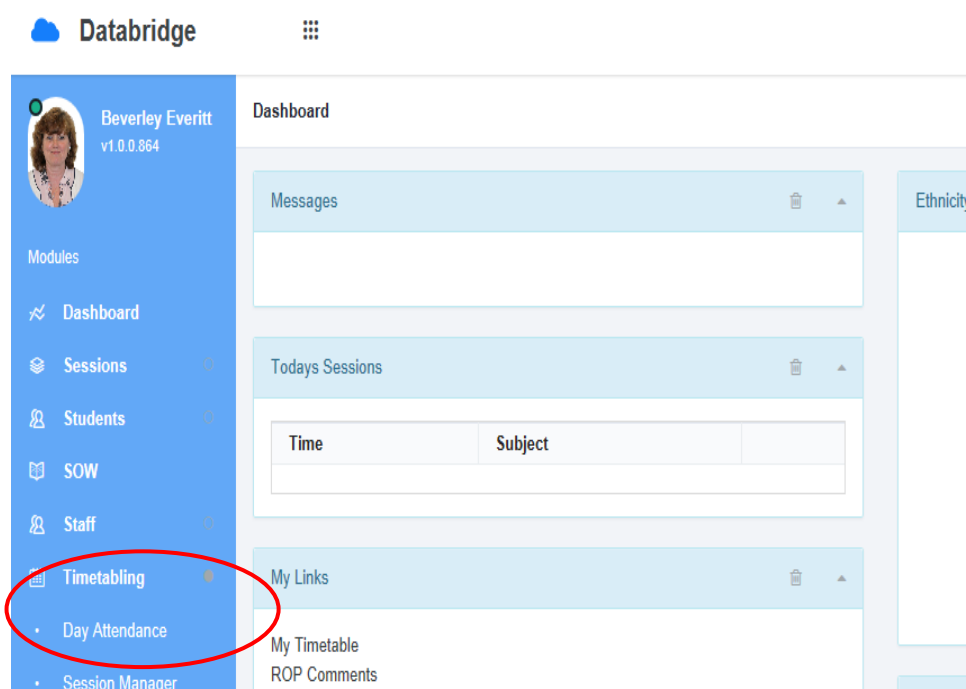 Databridge
Beverley Everitt
v1.0.0.864
Modules
Dashboard
Sessions
Students
SOW
Staff
Timetabling
Day Attendance
Session Manager
Dashboard
Messages
Todays Sessions
Time Subject
My Links
My Timetable
ROP Comments
Ethnicity